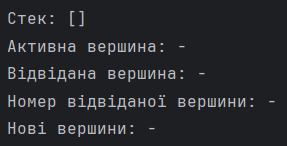 Стек: []
Активна вершина: -
Відвідана вершина: -
Номер відвіданої вершини: -
Нові вершини: -